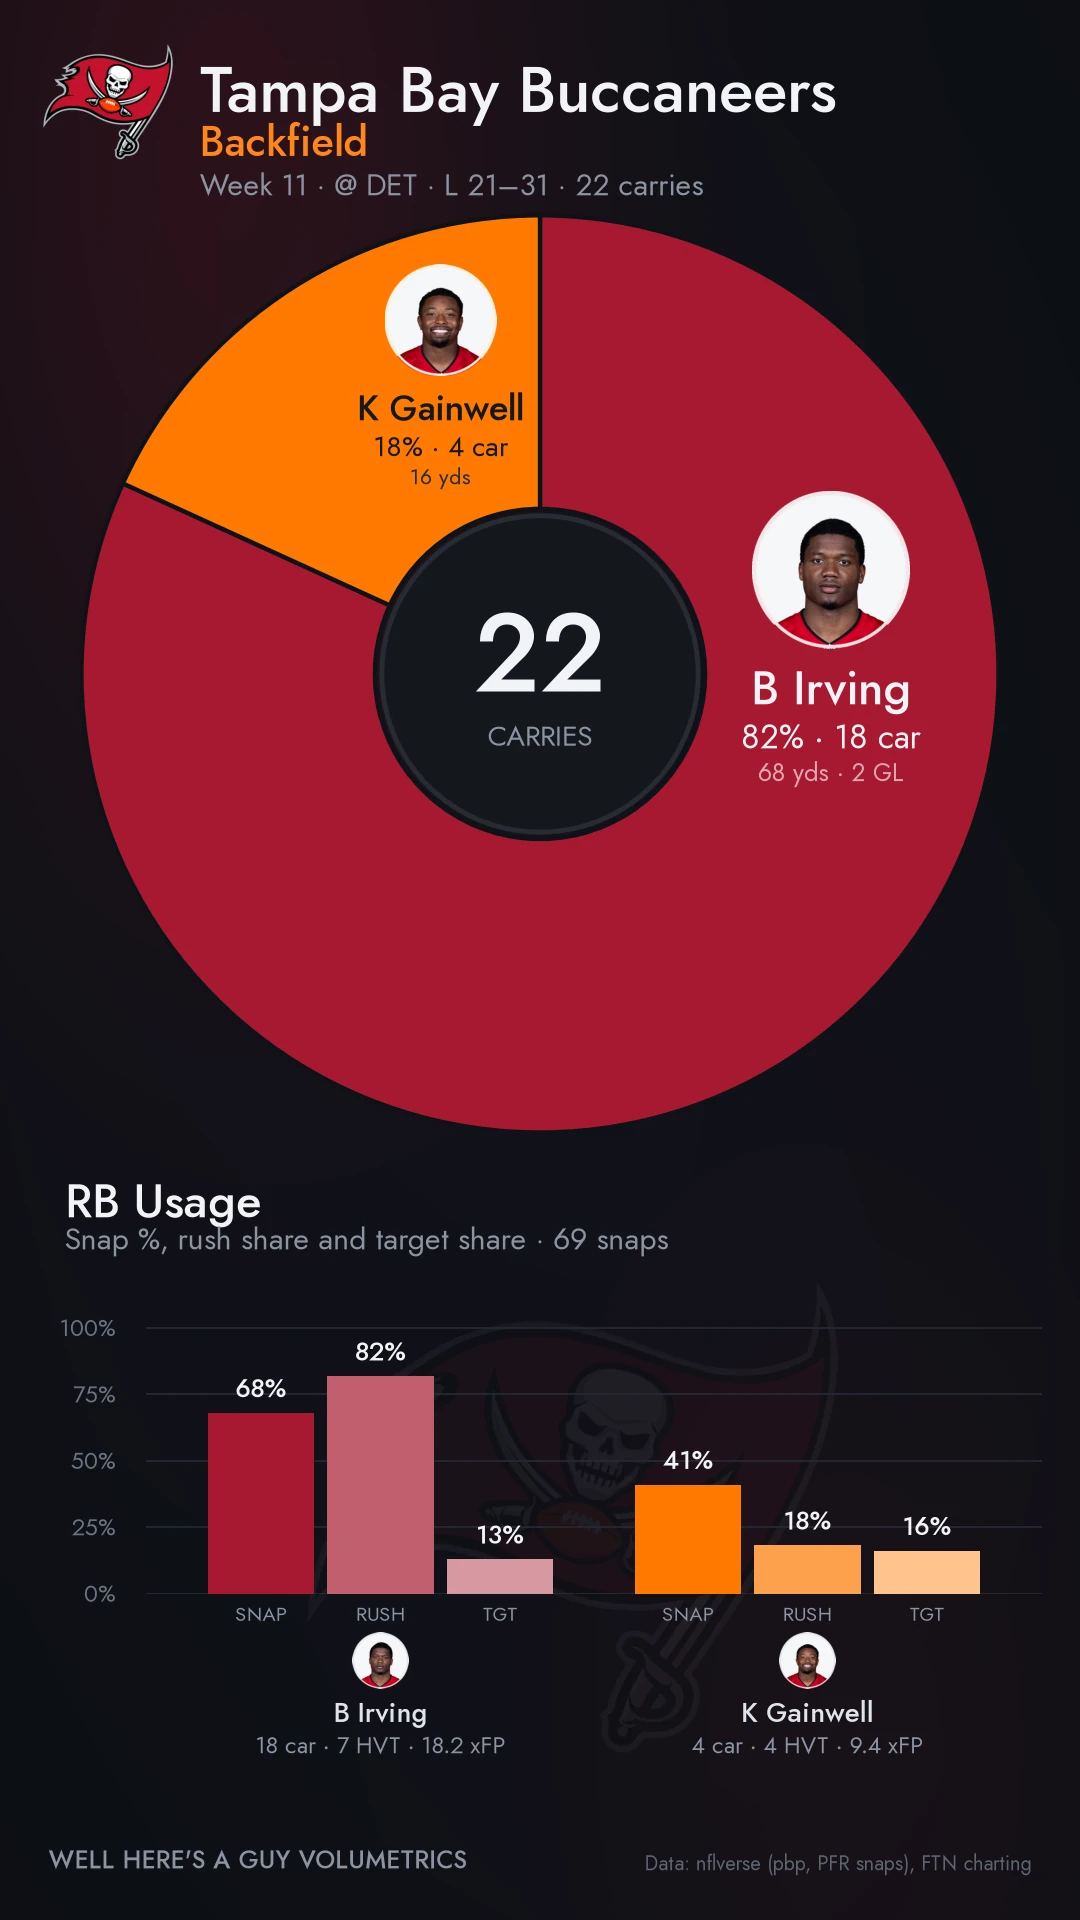 Tampa Bay Buccaneers
Backfield
Week 11 · @ DET · L 21–31 · 22 carries
K Gainwell
18% · 4 car
16 yds
22
CARRIES
B Irving
82% · 18 car
68 yds · 2 GL
RB Usage
Snap %, rush share and target share · 69 snaps
100%
75%
50%
25%
0%
68%
82%
13%
41%
18%
16%
SNAP RUSH TGT SNAP RUSH TGT
B Irving
18 car · 7 HVT · 18.2 xFP
K Gainwell
4 car · 4 HVT · 9.4 xFP
WELL HERE'S A GUY VOLUMETRICS
Data: nflverse (pbp, PFR snaps), FTN charting